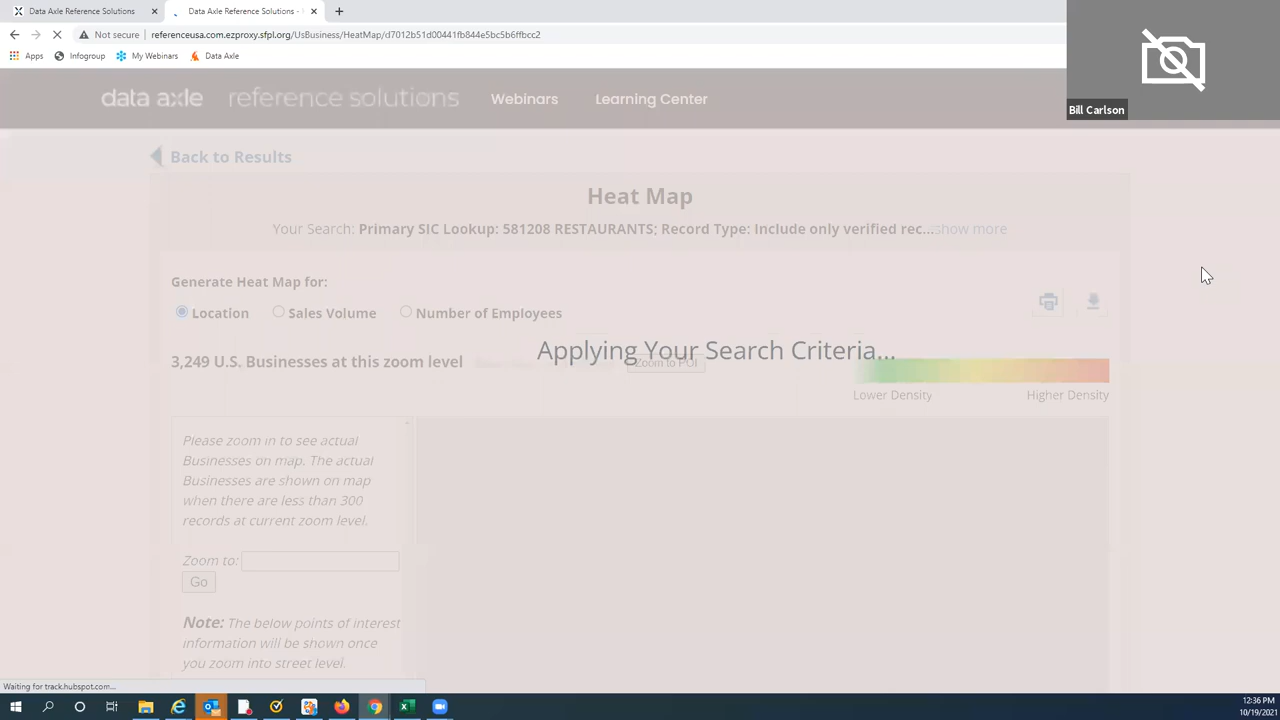 Data Axle Reference Solutions
Data Axle Reference Solutions -
Not secure
referenceusa.com.ezproxy.sfpl.org/UsBusiness/HeatMap/d7012b51d00441fb844e5bc5b6ffbcc2
Apps
Infogroup
My Webinars
Data Axle
Bill Carlson
data axle reference solutions
Webinars
Learning Center
Back to Results
Heat Map
Your Search: Primary SIC Lookup: 581208 RESTAURANTS; Record Type: Include only verified rec...show more
Generate Heat Map for:
Location
Sales Volume
Number of Employees
Applying Your Search Criteria...
3,249 U.S. Businesses at this zoom level
Zoom to POI
Lower Density
Higher Density
Please zoom in to see actual
Businesses on map. The actual
Businesses are shown on map
when there are less than 300
records at current zoom level.
Zoom to:
Go
Note: The below points of interest
information will be shown once
you zoom into street level.
Waiting for track.hubspot.com...
12:36 PM
10/19/2021